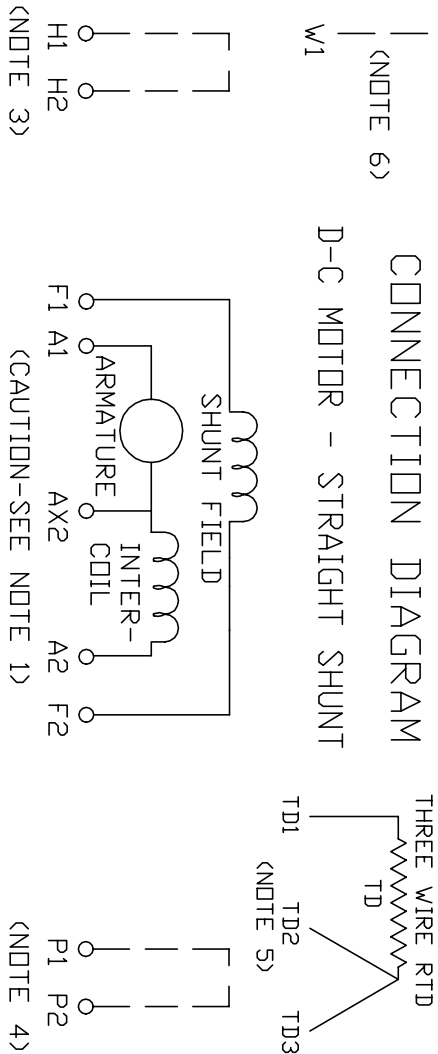 CONNECTION DIAGRAM
D-C MOTOR - STRAIGHT SHUNT
W1
(NOTE 6)
THREE WIRE RTD
TD
TD1
TD2
TD3
(NOTE 5)
SHUNT FIELD
ARMATURE
INTER-
COIL
H1
H2
F1
A1
AX2
A2
F2
P1
P2
(NOTE 3)
(CAUTION-SEE NOTE 1)
(NOTE 4)